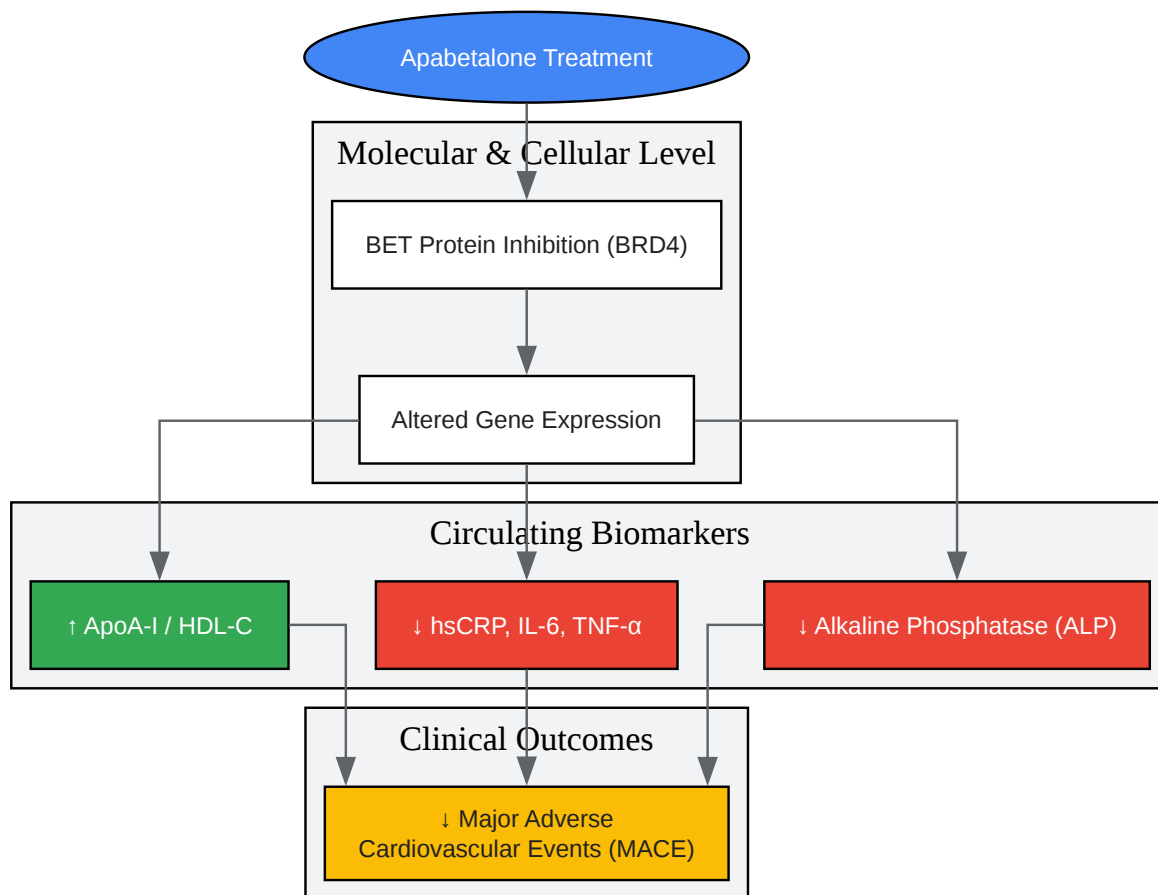 Apabetalone Treatment
Molecular & Cellular Level
BET Protein Inhibition (BRD4)
Altered Gene Expression
Circulating Biomarkers
↑ ApoA-I / HDL-C
↓ hsCRP, IL-6, TNF-α
↓ Alkaline Phosphatase (ALP)
Clinical Outcomes
↓ Major Adverse
Cardiovascular Events (MACE)